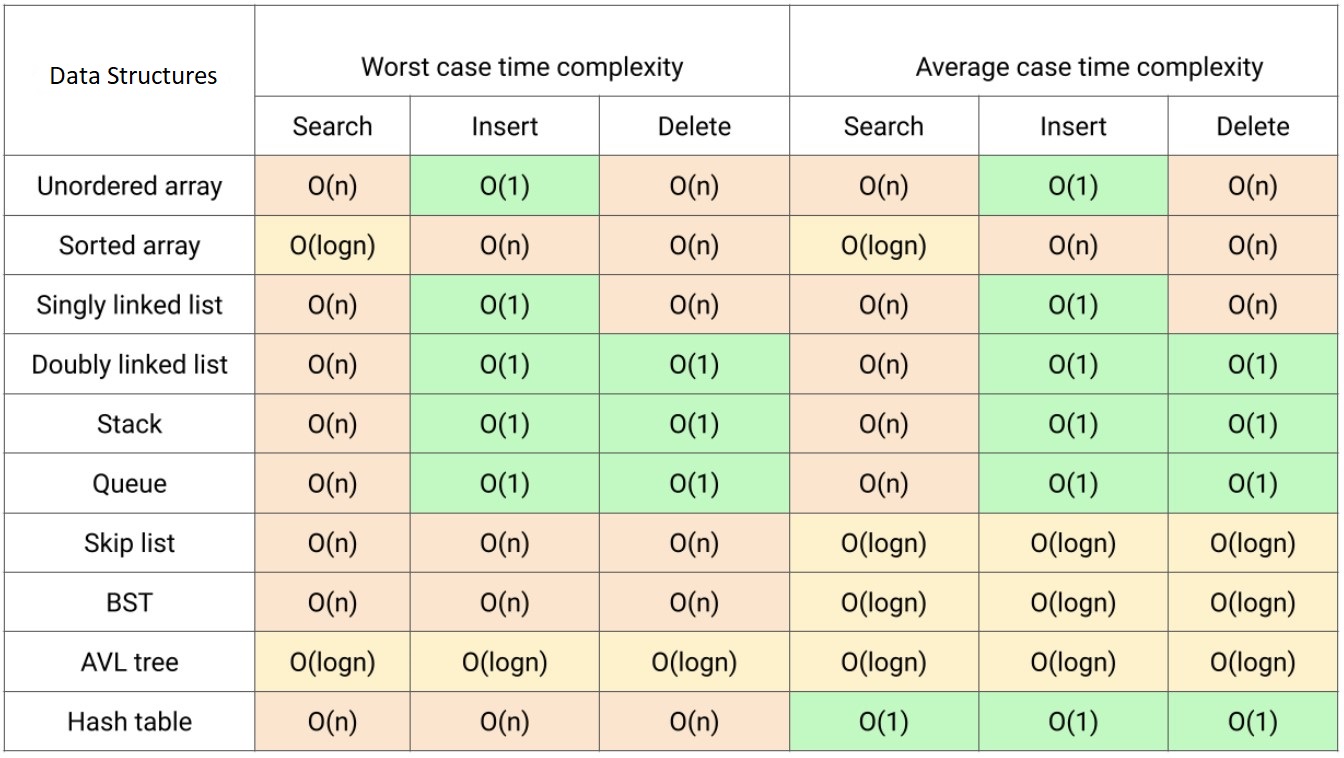 Data Structures Worst case time complexity Average case time complexity
Search Insert Delete Search Insert Delete
Unordered array O(n) O(1) O(n) O(n) O(1) O(n)
Sorted array O(logn) O(n) O(n) O(logn) O(n) O(n)
Singly linked list O(n) O(1) O(n) O(n) O(1) O(n)
Doubly linked list O(n) O(1) O(1) O(n) O(1) O(1)
Stack O(n) O(1) O(1) O(n) O(1) O(1)
Queue O(n) O(1) O(1) O(n) O(1) O(1)
Skip list O(n) O(n) O(n) O(logn) O(logn) O(logn)
BST O(n) O(n) O(n) O(logn) O(logn) O(logn)
AVL tree O(logn) O(logn) O(logn) O(logn) O(logn) O(logn)
Hash table O(n) O(n) O(n) O(1) O(1) O(1)